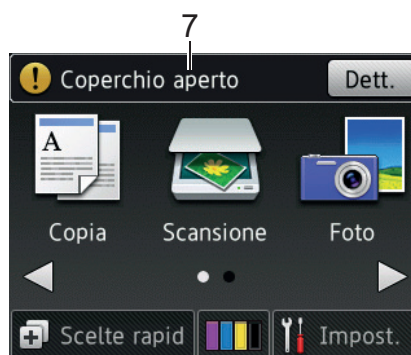 7
Coperchio aperto Dett.
A
Copia Scansione Foto
Scelte rapid Impost.